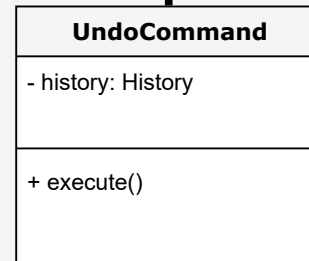 UndoCommand
- history: History
+ execute()